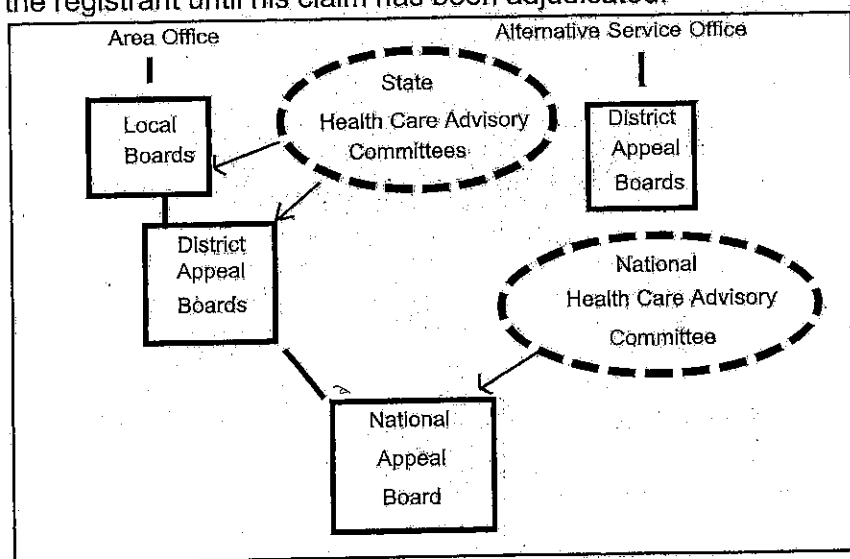 the registrant until his claim has been adjudicated.
Area Office
Alternative Service Office
State
Health Care Advisory
Committees
Local
Boards
District
Appeal
Boards
District
Appeal
Boards
National
Health Care Advisory
Committee
National
Appeal
Board